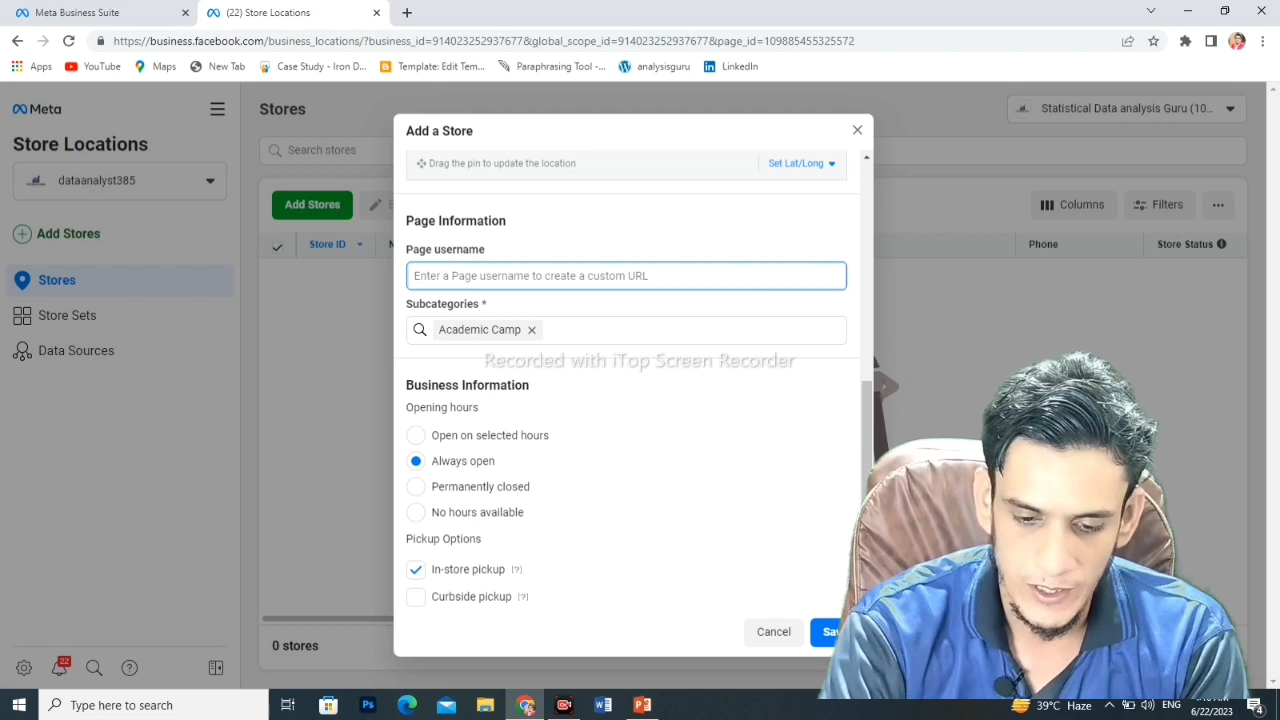 Meta Business Suite
(22) Store Locations
https://business.facebook.com/business_locations/?business_id=914023252937677&global_scope_id=914023252937677&page_id=109885455325572
Apps
YouTube
Maps
New Tab
Case Study - Iron D...
Template: Edit Tem...
Paraphrasing Tool -...
analysisguru
LinkedIn
Meta
Store Locations
dataanalyst385
Add Stores
Stores
Store Sets
Data Sources
22
Stores
Statistical Data analysis Guru (10...
Search stores
Add Stores
Columns
Filters
Store ID
Phone
Store Status
0 stores
Add a Store
Drag the pin to update the location
Set Lat/Long
Page Information
Page username
Enter a Page username to create a custom URL
Subcategories *
Academic Camp
Recorded with iTop Screen Recorder
Business Information
Opening hours
Open on selected hours
Always open
Permanently closed
No hours available
Pickup Options
In-store pickup [?]
Curbside pickup [?]
Cancel
Type here to search
39°C Haze
ENG
6/22/2023
4